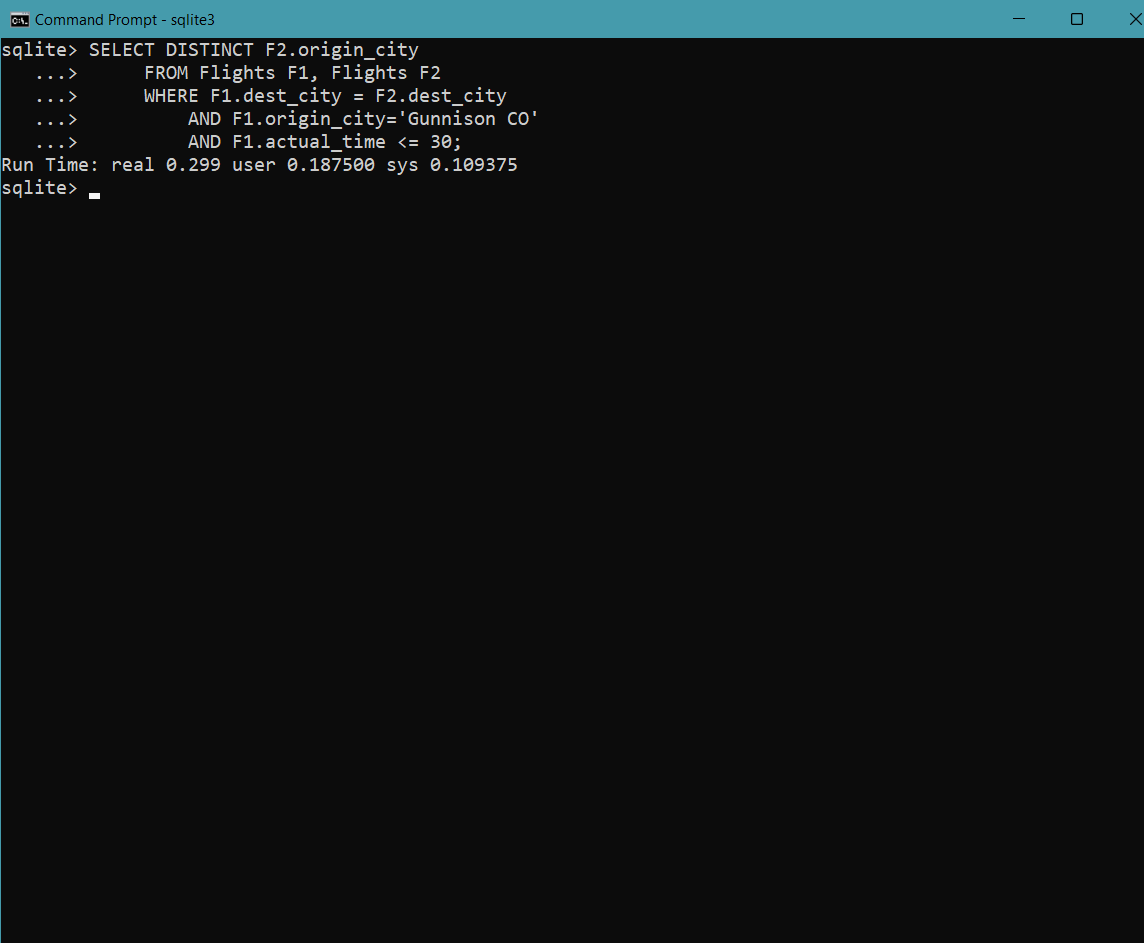 Command Prompt - sqlite3
sqlite> SELECT DISTINCT F2.origin_city
   ...>      FROM Flights F1, Flights F2
   ...>      WHERE F1.dest_city = F2.dest_city
   ...>          AND F1.origin_city='Gunnison CO'
   ...>          AND F1.actual_time <= 30;
Run Time: real 0.299 user 0.187500 sys 0.109375
sqlite>